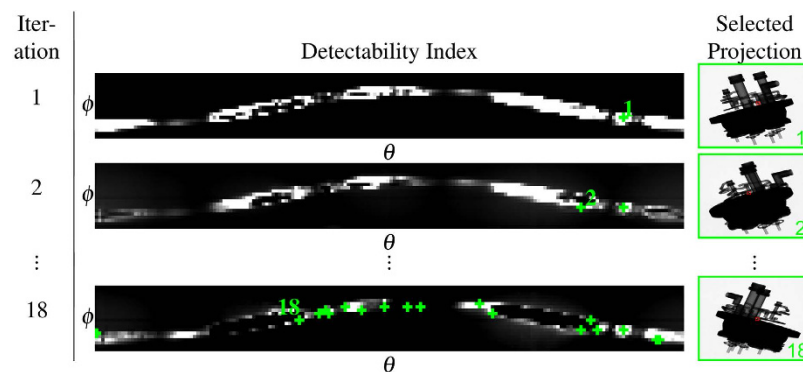 Iter-
ation
Detectability Index
Selected
Projection
1
ϕ
1
1
θ
2
ϕ
2
2
θ
⋮
⋮
⋮
18
ϕ
18
18
θ